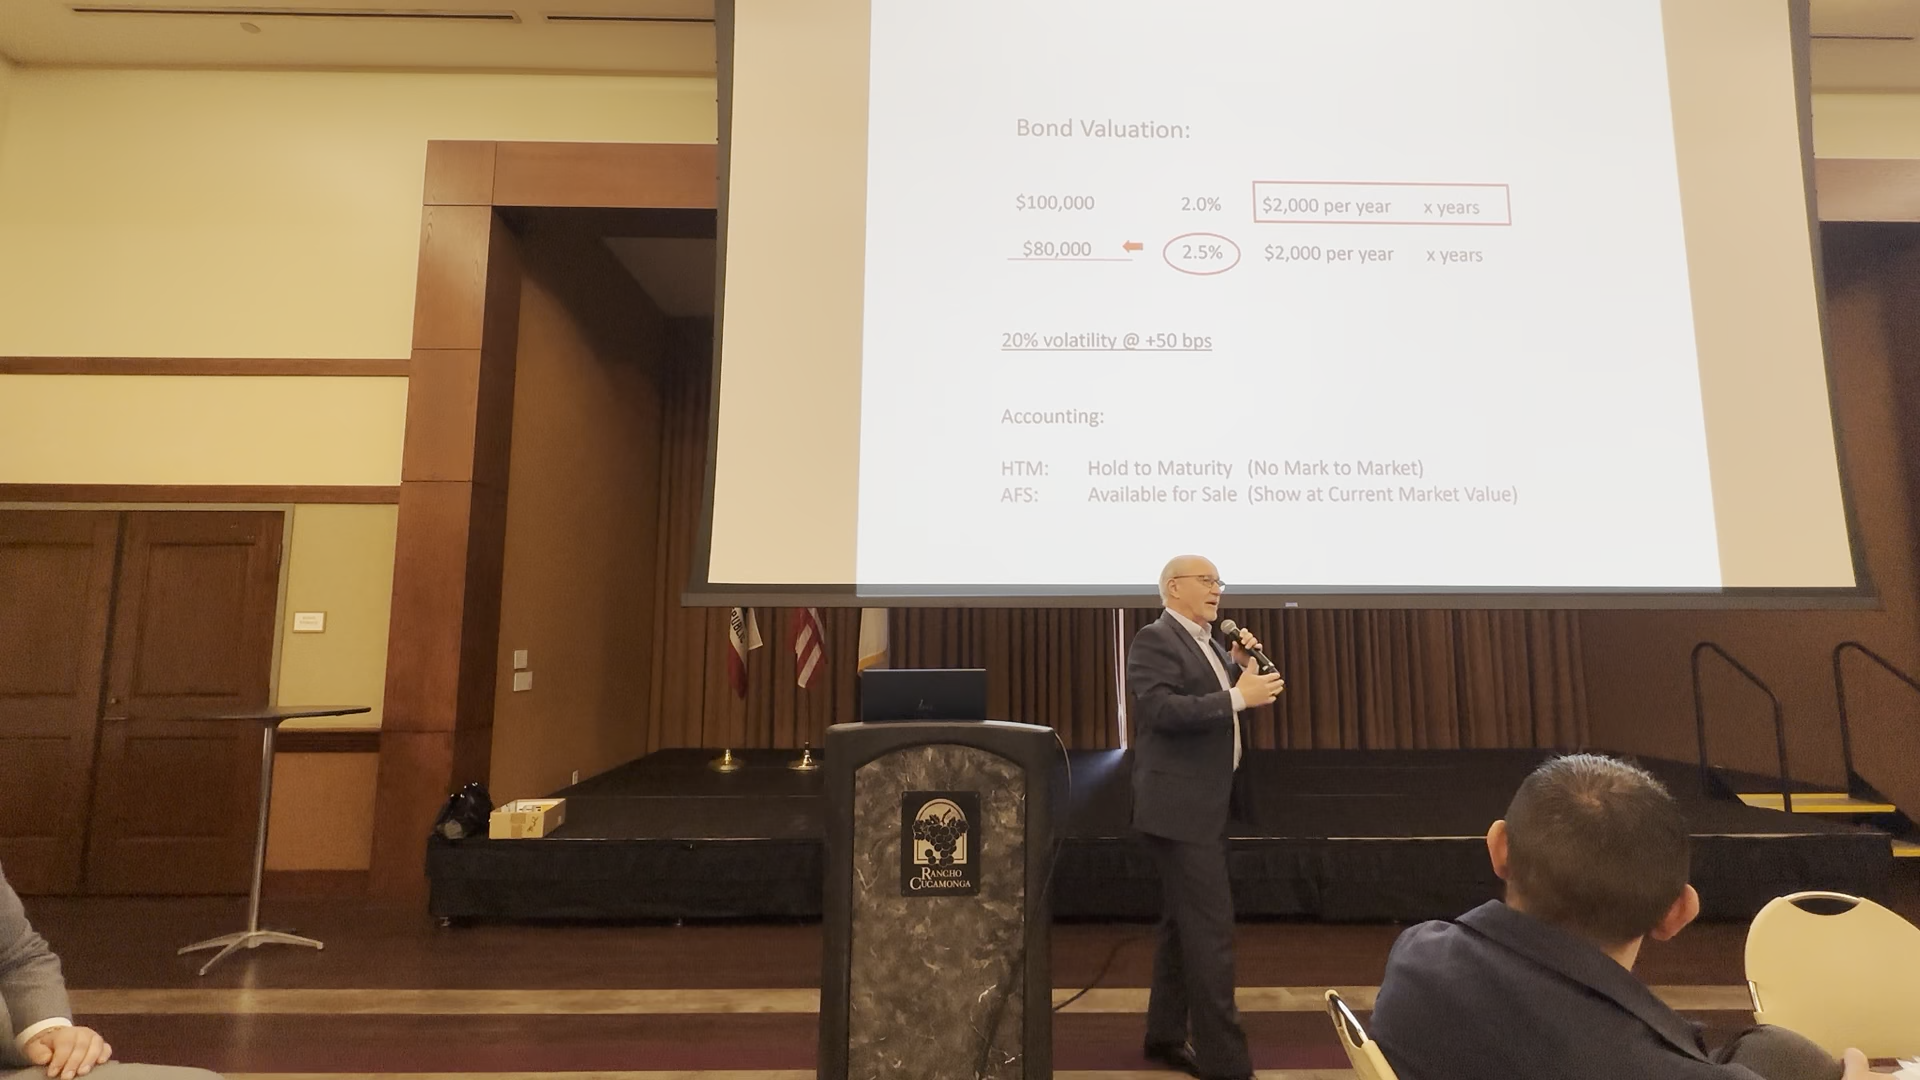 Bond Valuation:
$100,000 2.0% $2,000 per year x years
$80,000 2.5% $2,000 per year x years
20% volatility @ +50 bps
Accounting:
HTM: Hold to Maturity (No Mark to Market)
AFS: Available for Sale (Show at Current Market Value)
RANCHO
CUCAMONGA